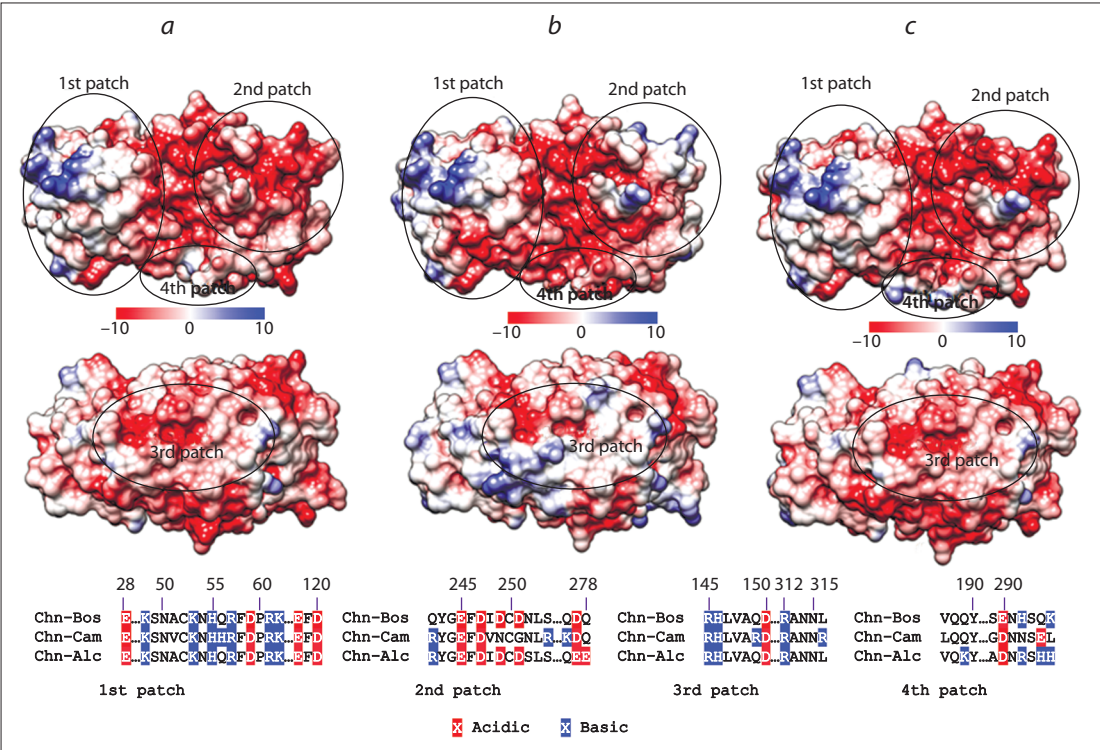 a b c
1st patch 2nd patch 1st patch 2nd patch 1st patch 2nd patch
4th patch 4th patch 4th patch
–10 0 10 –10 0 10 –10 0 10
3rd patch 3rd patch 3rd patch
28 50 55 60 120 245 250 278 145 150 312 315 190 290
Chn-Bos E…KSNACKNHQRFDPRK…EFD Chn-Bos QYGEFDIDCDNLS…QDQ Chn-Bos RHLVAQD…RANNL Chn-Bos VQQY…SENHSQK
Chn-Cam E…KSNVCKNHHRFDPRK…EFD Chn-Cam RYGEFDVNCGNLR…KDQ Chn-Cam RHLVARD…RANNR Chn-Cam LQQY…GDNNSEL
Chn-Alc E…KSNACKNHQRFDPRK…EFD Chn-Alc RYGEFDIDCDSLS…QEE Chn-Alc RHLVAQD…RANNL Chn-Alc VQKY…ADNRSHH
1st patch 2nd patch 3rd patch 4th patch
X Acidic X Basic